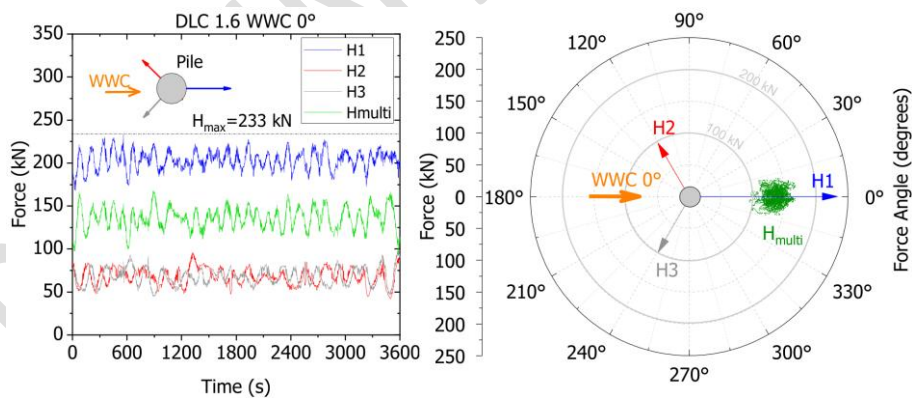 DLC 1.6 WWC 0°
350
300
250
200
150
100
50
0
Force (kN)
0
600
1200
1800
2400
3000
3600
Time (s)
WWC
Pile
H1
H2
H3
Hmulti
Hmax=233 kN
250
200
150
100
50
0
50
100
150
200
250
Force (kN)
90°
120°
60°
150°
30°
180°
0°
210°
330°
240°
300°
270°
200 kN
100 kN
H2
WWC 0°
H1
Hmulti
H3
Force Angle (degrees)